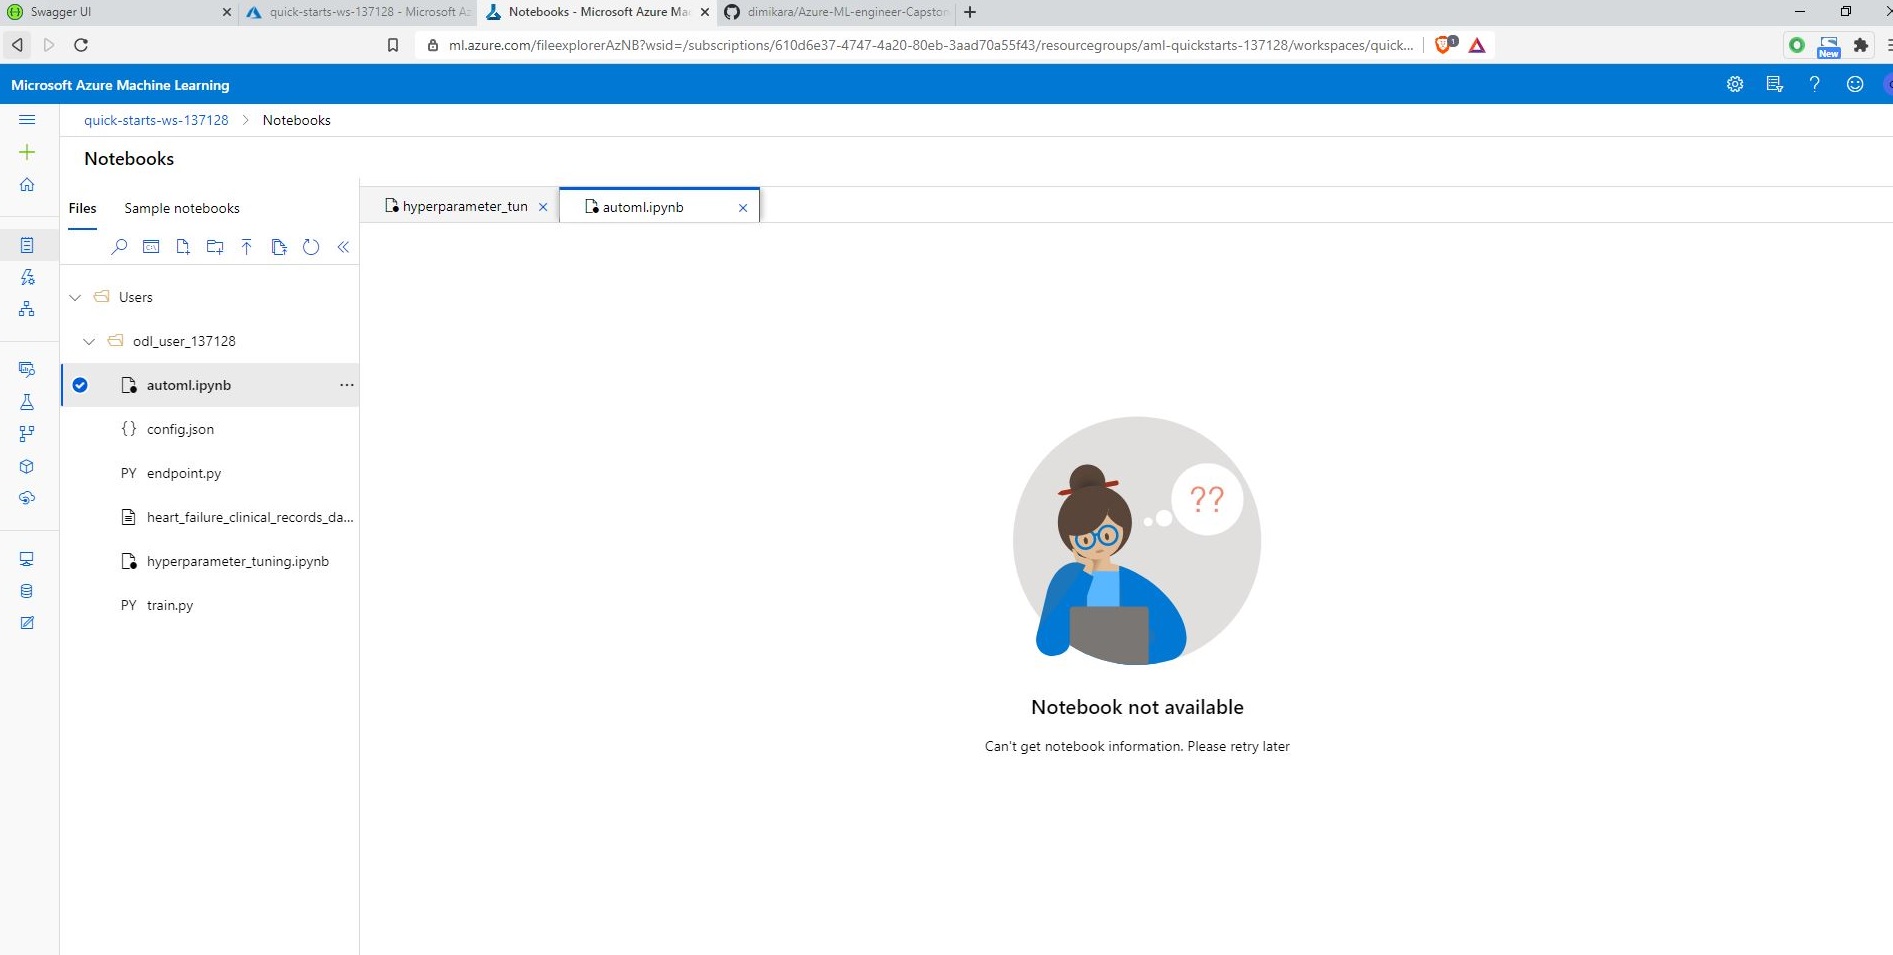 Swagger UI
quick-starts-ws-137128 - Microsoft Az
Notebooks - Microsoft Azure Ma
dimikara/Azure-ML-engineer-Capston
ml.azure.com/fileexplorerAzNB?wsid=/subscriptions/610d6e37-4747-4a20-80eb-3aad70a55f43/resourcegroups/aml-quickstarts-137128/workspaces/quick...
1
New
Microsoft Azure Machine Learning
quick-starts-ws-137128 > Notebooks
Notebooks
Files
Sample notebooks
hyperparameter_tun
automl.ipynb
Users
odl_user_137128
automl.ipynb
{} config.json
PY endpoint.py
heart_failure_clinical_records_da...
hyperparameter_tuning.ipynb
PY train.py
??
Notebook not available
Can't get notebook information. Please retry later